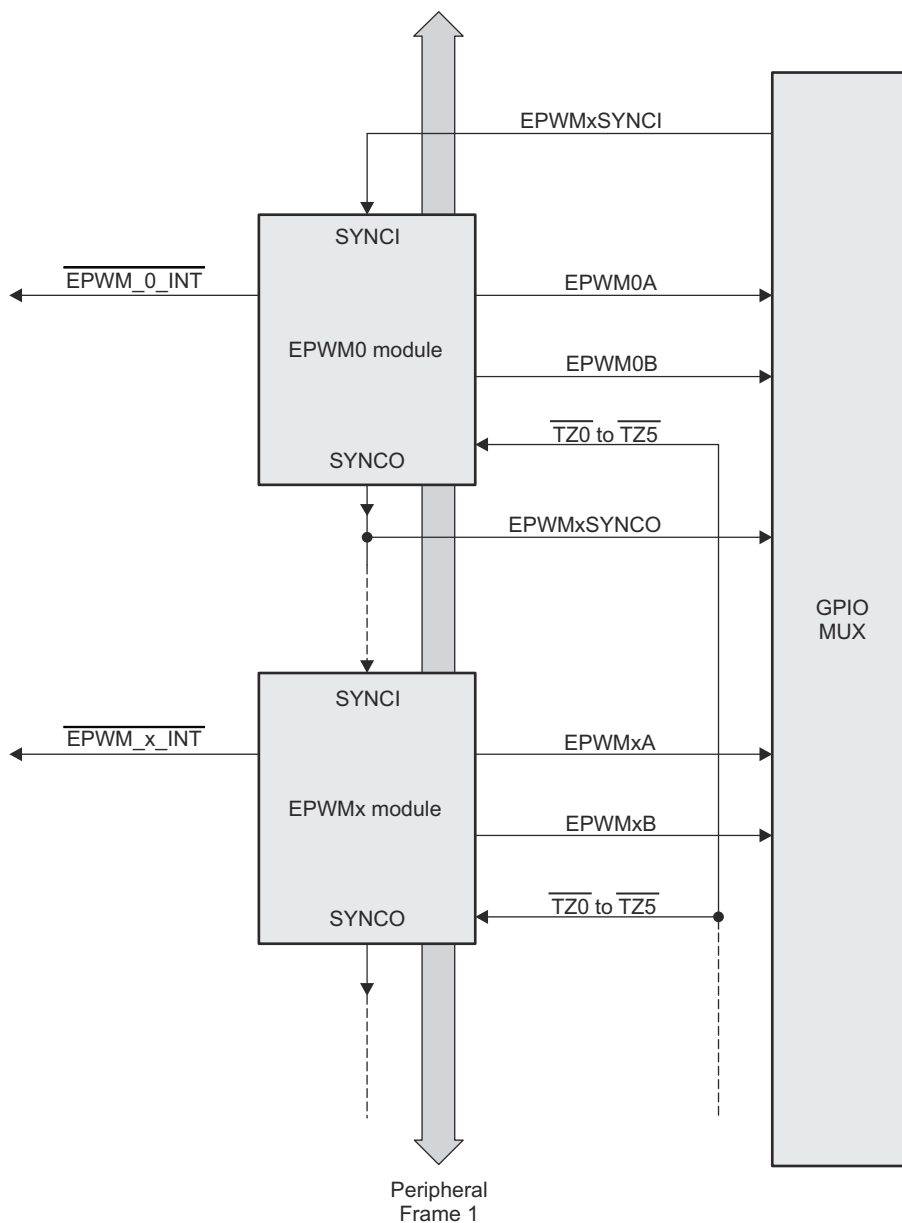 EPWMxSYNCI
SYNCI
EPWM_0_INT
EPWM0A
EPWM0 module
EPWM0B
TZ0 to TZ5
SYNCO
EPWMxSYNCO
GPIO
MUX
SYNCI
EPWM_x_INT
EPWMxA
EPWMx module
EPWMxB
TZ0 to TZ5
SYNCO
Peripheral
Frame 1